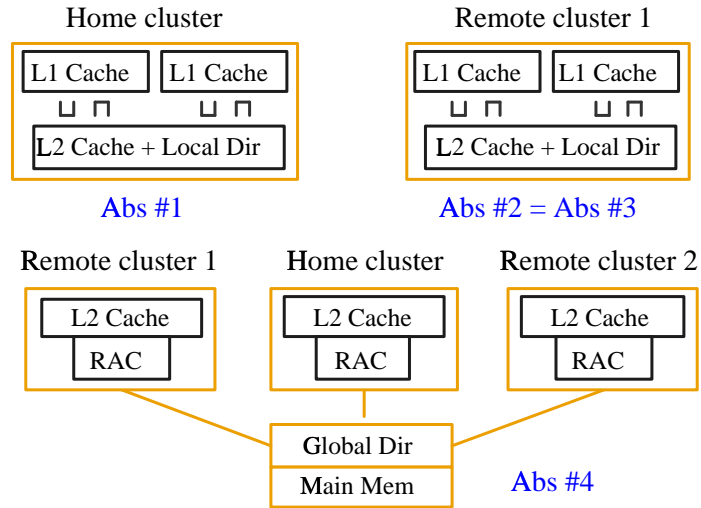 Home cluster
Remote cluster 1
L1 Cache
L1 Cache
L1 Cache
L1 Cache
L2 Cache + Local Dir
L2 Cache + Local Dir
Abs #1
Abs #2 = Abs #3
Remote cluster 1
Home cluster
Remote cluster 2
L2 Cache
L2 Cache
L2 Cache
RAC
RAC
RAC
Global Dir
Main Mem
Abs #4